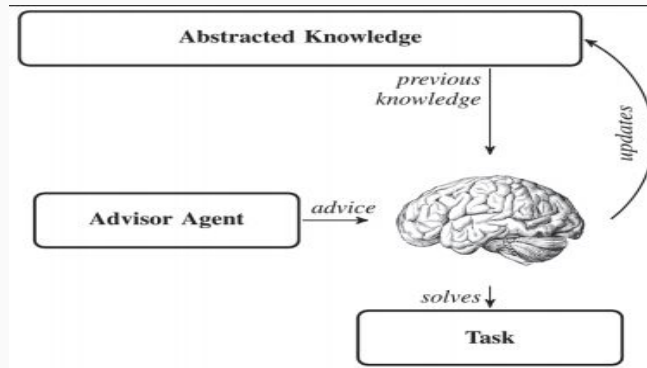 Abstracted Knowledge
previous
knowledge
updates
Advisor Agent
advice
solves
Task